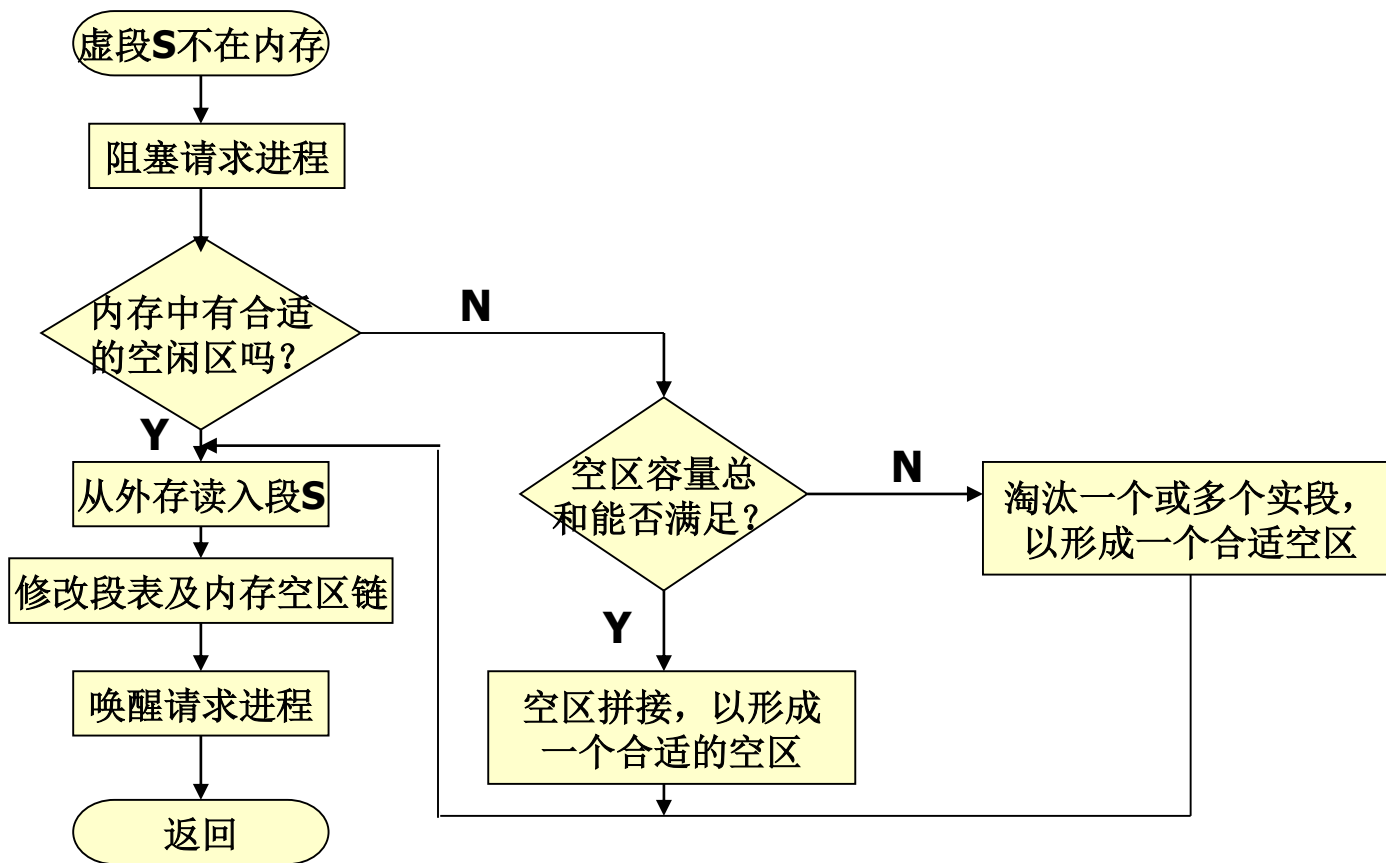 虚段S不在内存
阻塞请求进程
内存中有合适
的空闲区吗？
N
Y
从外存读入段S
空区容量总
和能否满足？
N
淘汰一个或多个实段，
以形成一个合适空区
修改段表及内存空区链
Y
唤醒请求进程
空区拼接，以形成
一个合适的空区
返回